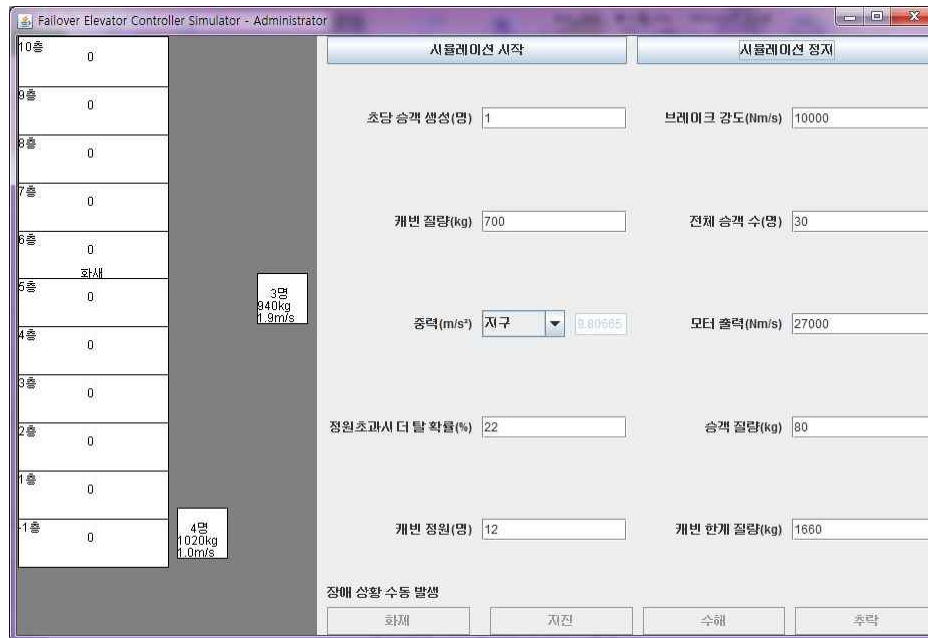 Failover Elevator Controller Simulator - Administrator
10층
0
9층
0
8층
0
7층
0
6층
0
화새
5층
0
4층
0
3층
0
2층
0
1층
0
-1층
0
3명
940kg
1.9m/s
4명
1020kg
1.0m/s
시뮬레이션 시작
시뮬레이션 정지
초당 승객 생성(명) 1
브레이크 강도(Nm/s) 10000
캐빈 질량(kg) 700
전체 승객 수(명) 30
중력(m/s²) 지구 9.80665
모터 출력(Nm/s) 27000
정원초과시 더 탈 확률(%) 22
승객 질량(kg) 80
캐빈 정원(명) 12
캐빈 한계 질량(kg) 1660
장애 상황 수동 발생
화재
지진
수해
추락